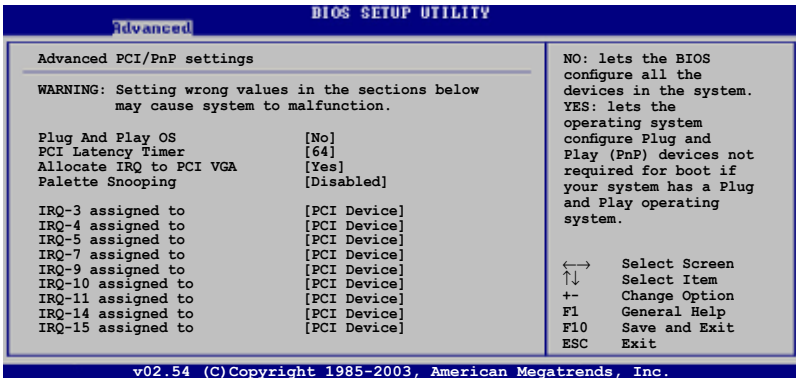 BIOS SETUP UTILITY
Advanced
Advanced PCI/PnP settings
WARNING: Setting wrong values in the sections below
may cause system to malfunction.
Plug And Play OS [No]
PCI Latency Timer [64]
Allocate IRQ to PCI VGA [Yes]
Palette Snooping [Disabled]
IRQ-3 assigned to [PCI Device]
IRQ-4 assigned to [PCI Device]
IRQ-5 assigned to [PCI Device]
IRQ-7 assigned to [PCI Device]
IRQ-9 assigned to [PCI Device]
IRQ-10 assigned to [PCI Device]
IRQ-11 assigned to [PCI Device]
IRQ-14 assigned to [PCI Device]
IRQ-15 assigned to [PCI Device]
NO: lets the BIOS
configure all the
devices in the system.
YES: lets the
operating system
configure Plug and
Play (PnP) devices not
required for boot if
your system has a Plug
and Play operating
system.
←→ Select Screen
↑↓ Select Item
+- Change Option
F1 General Help
F10 Save and Exit
ESC Exit
v02.54 (C)Copyright 1985-2003, American Megatrends, Inc.